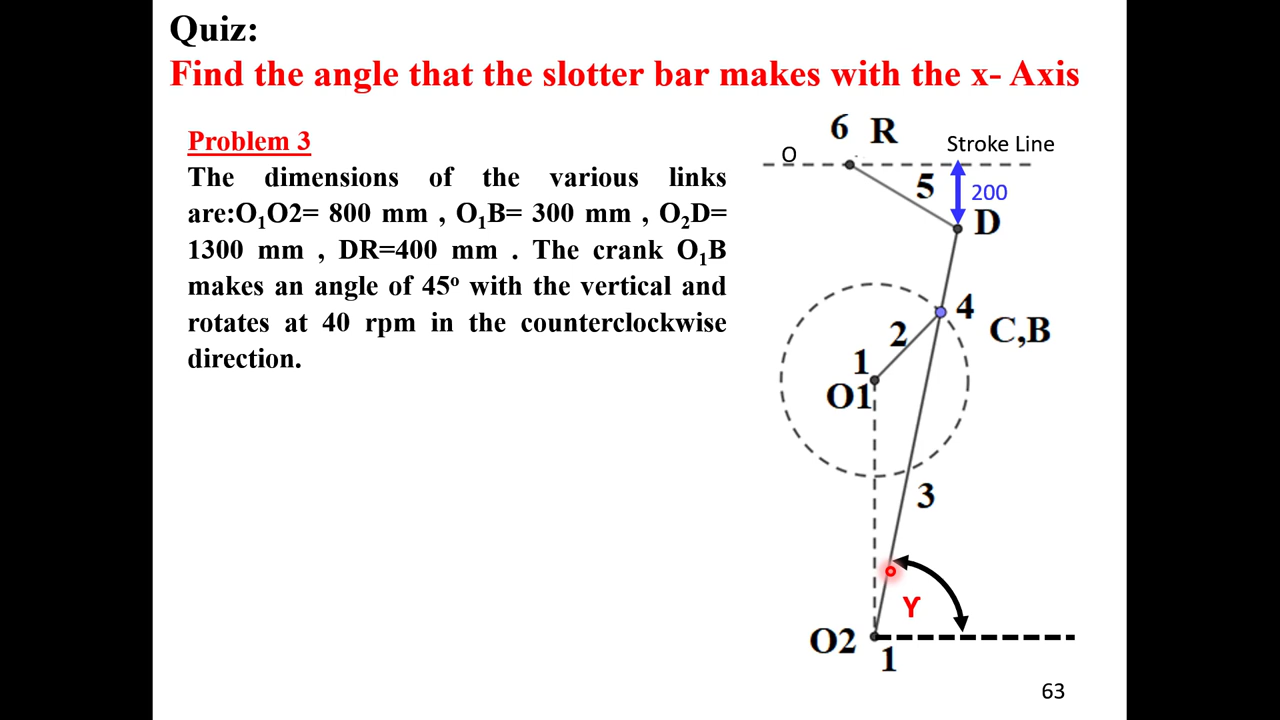 Quiz:
Find the angle that the slotter bar makes with the x- Axis
Problem 3
The dimensions of the various links
are:O₁O2= 800 mm , O₁B= 300 mm , O₂D=
1300 mm , DR=400 mm . The crank O₁B
makes an angle of 45º with the vertical and
rotates at 40 rpm in the counterclockwise
direction.
6 R
O
Stroke Line
5
200
D
4
C,B
2
1
O1
3
Y
O2
1
63